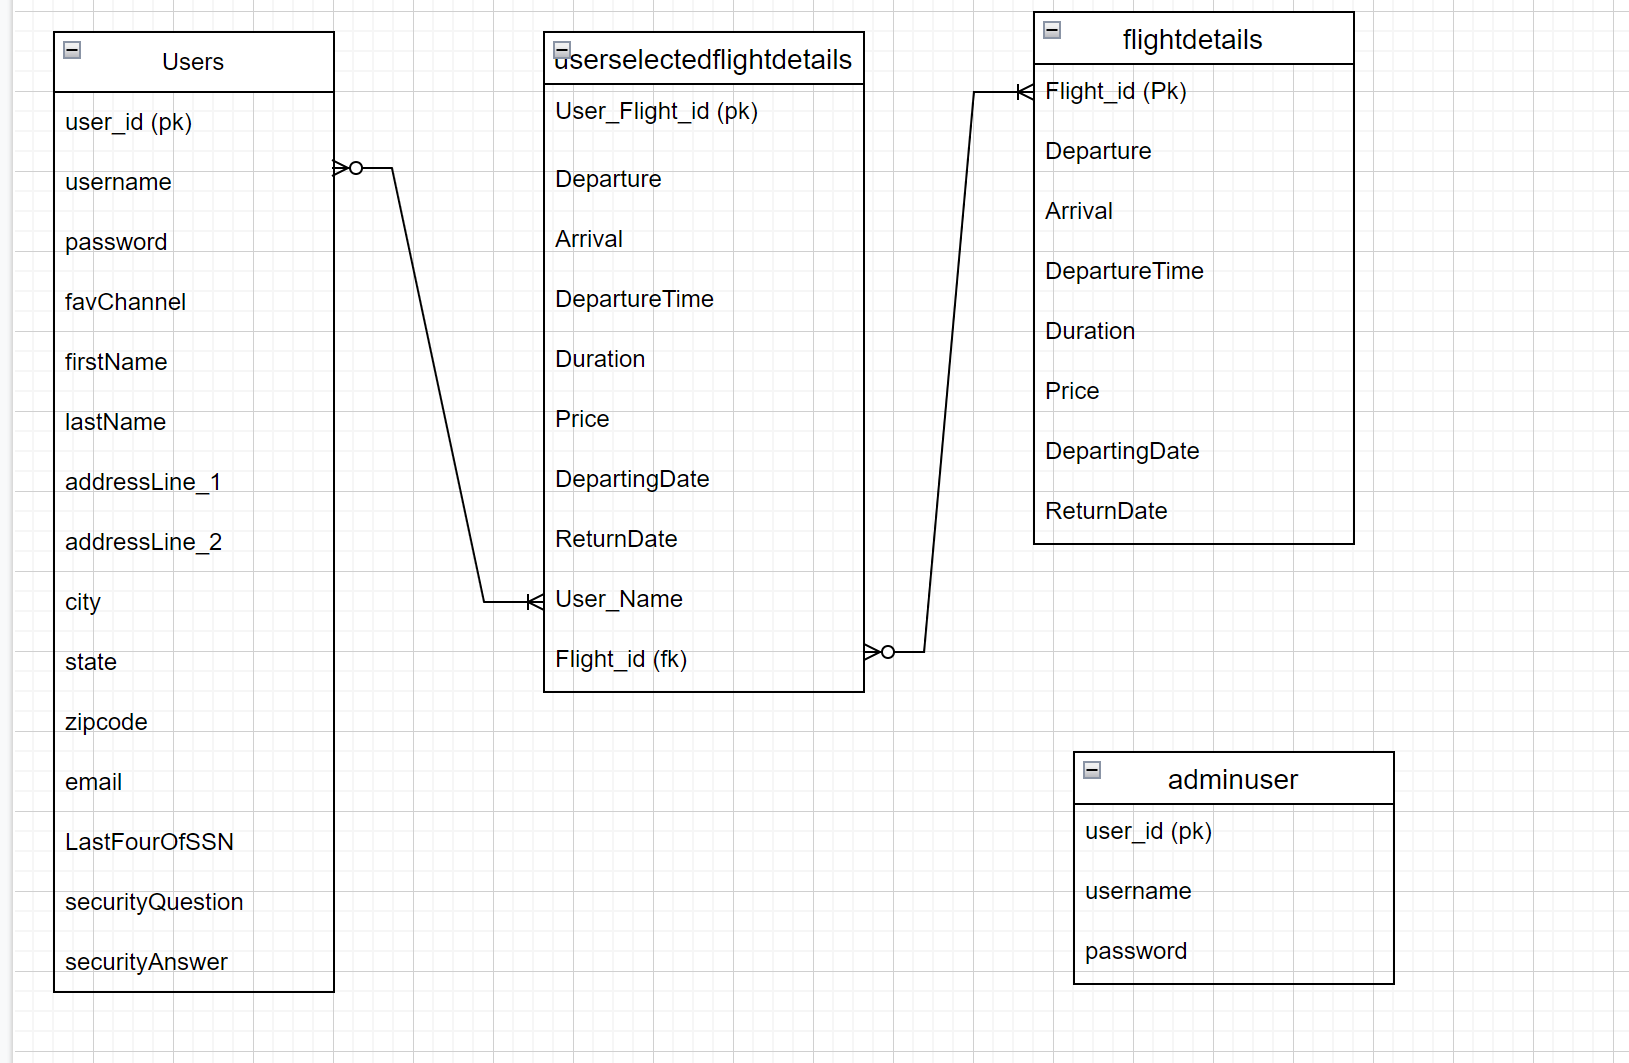 Users
user_id (pk)
username
password
favChannel
firstName
lastName
addressLine_1
addressLine_2
city
state
zipcode
email
LastFourOfSSN
securityQuestion
securityAnswer
userselectedflightdetails
User_Flight_id (pk)
Departure
Arrival
DepartureTime
Duration
Price
DepartingDate
ReturnDate
User_Name
Flight_id (fk)
flightdetails
Flight_id (Pk)
Departure
Arrival
DepartureTime
Duration
Price
DepartingDate
ReturnDate
adminuser
user_id (pk)
username
password